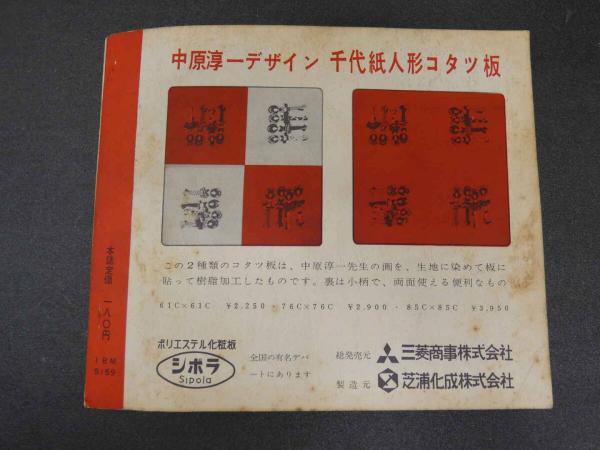 中原淳一デザイン 千代紙人形コタツ板
この2種類のコタツ板は、中原淳一先生の画を、生地に染めて板に
貼って樹脂加工したものです。裏は小柄で、両面使える便利なもの
61C×61C ¥2,250・76C×76C ¥2,900・85C×85C ¥3,950
ポリエステル化粧板
シポラ
Sipola
全国の有名デパ
ートにあります
総発売元 三菱商事株式会社
製造元 芝浦化成株式会社
本誌定価 一八〇円
IBM
5159